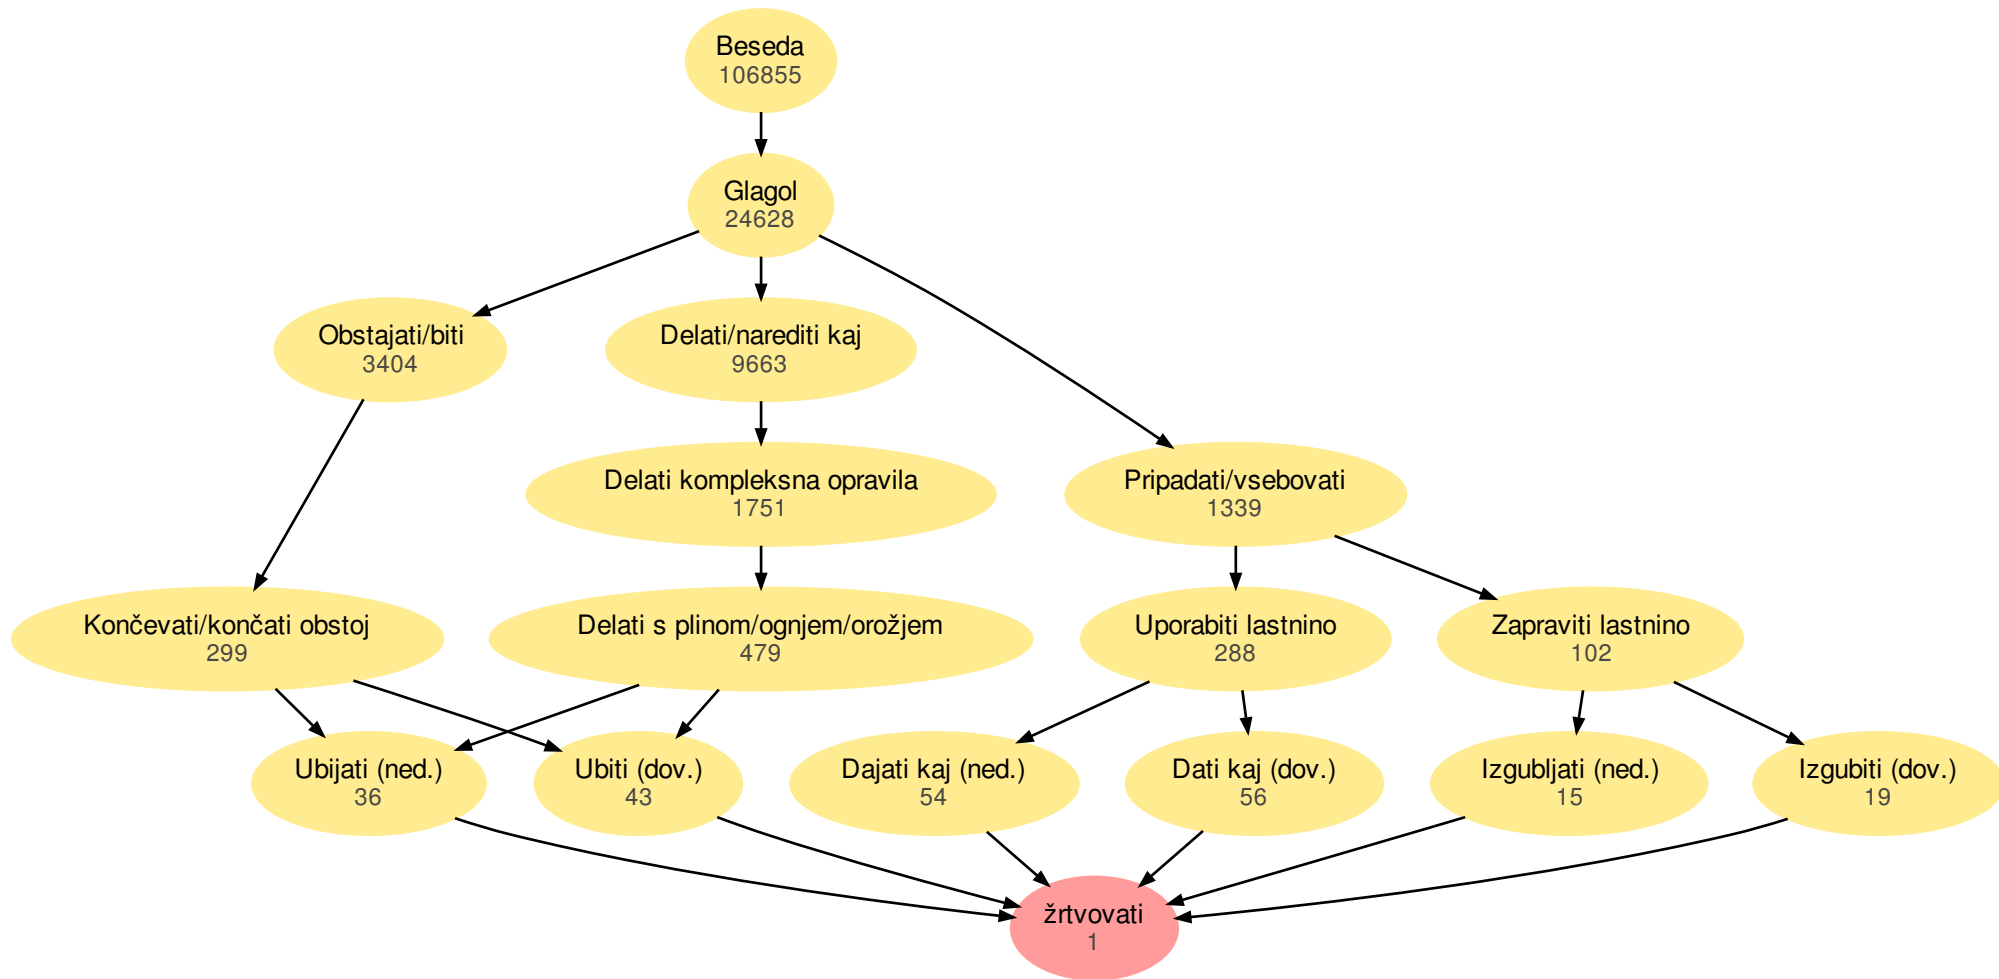 Beseda
106855
Glagol
24628
Obstajati/biti
3404
Delati/narediti kaj
9663
Delati kompleksna opravila
1751
Pripadati/vsebovati
1339
Končevati/končati obstoj
299
Delati s plinom/ognjem/orožjem
479
Uporabiti lastnino
288
Zapraviti lastnino
102
Ubijati (ned.)
36
Ubiti (dov.)
43
Dajati kaj (ned.)
54
Dati kaj (dov.)
56
Izgubljati (ned.)
15
Izgubiti (dov.)
19
žrtvovati
1